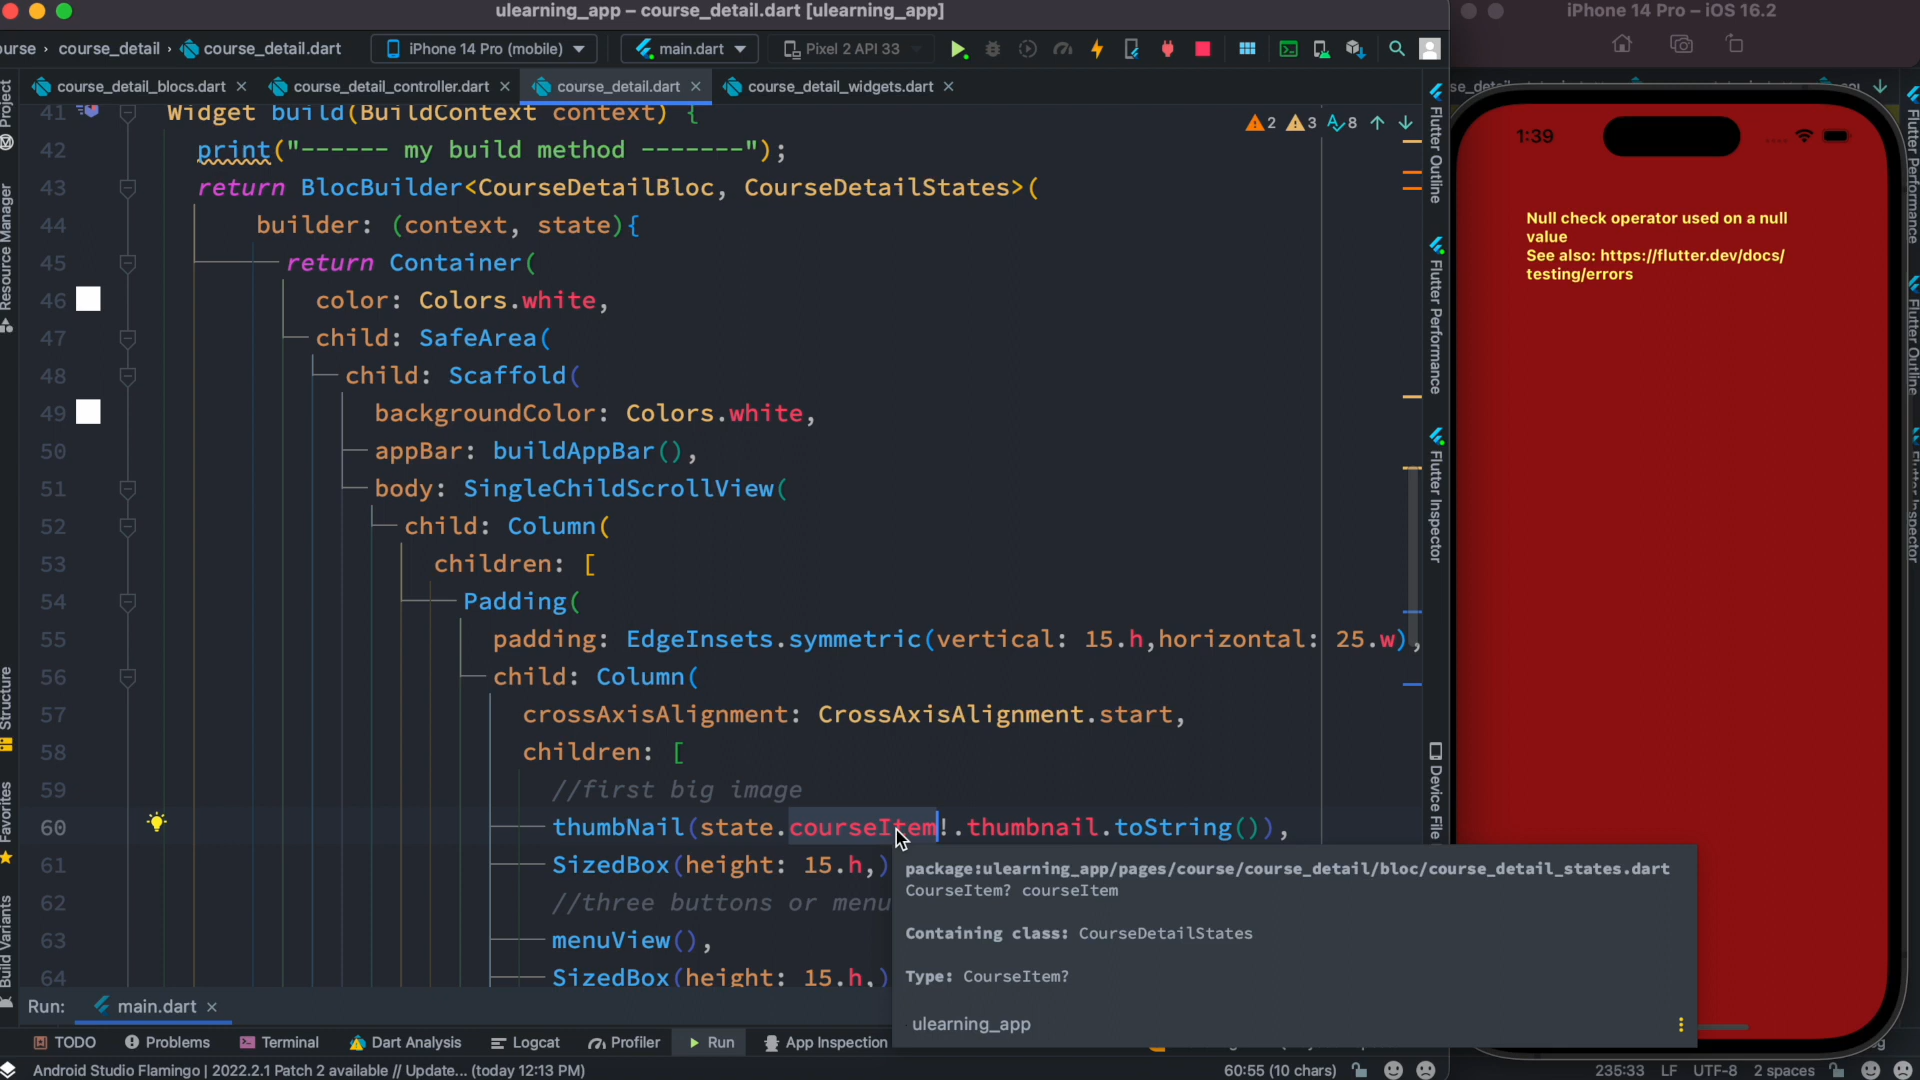 ulearning_app – course_detail.dart [ulearning_app]
iPhone 14 Pro – iOS 16.2
course_detail › course_detail.dart
iPhone 14 Pro (mobile)
main.dart
Pixel 2 API 33
course_detail_blocs.dart
course_detail_controller.dart
course_detail.dart
course_detail_widgets.dart
2 3 8
41 Widget build(BuildContext context) {
42 print("------ my build method -------");
43 return BlocBuilder<CourseDetailBloc, CourseDetailStates>(
44 builder: (context, state){
45 return Container(
46 color: Colors.white,
47 child: SafeArea(
48 child: Scaffold(
49 backgroundColor: Colors.white,
50 appBar: buildAppBar(),
51 body: SingleChildScrollView(
52 child: Column(
53 children: [
54 Padding(
55 padding: EdgeInsets.symmetric(vertical: 15.h,horizontal: 25.w),
56 child: Column(
57 crossAxisAlignment: CrossAxisAlignment.start,
58 children: [
59 //first big image
60 thumbNail(state.courseItem!.thumbnail.toString()),
61 SizedBox(height: 15.h,)
62 //three buttons or menu
63 menuView(),
64 SizedBox(height: 15.h,)
package:ulearning_app/pages/course/course_detail/bloc/course_detail_states.dart
CourseItem? courseItem
Containing class: CourseDetailStates
Type: CourseItem?
ulearning_app
1:39
Null check operator used on a null
value
See also: https://flutter.dev/docs/
testing/errors
Project
Resource Manager
Structure
Favorites
Build Variants
Flutter Outline
Flutter Performance
Flutter Inspector
Device File
Flutter Performance
Flutter Outline
Run: main.dart
TODO
Problems
Terminal
Dart Analysis
Logcat
Profiler
Run
App Inspection
Android Studio Flamingo | 2022.2.1 Patch 2 available // Update... (today 12:13 PM)
60:55 (10 chars)
235:33 LF UTF-8 2 spaces